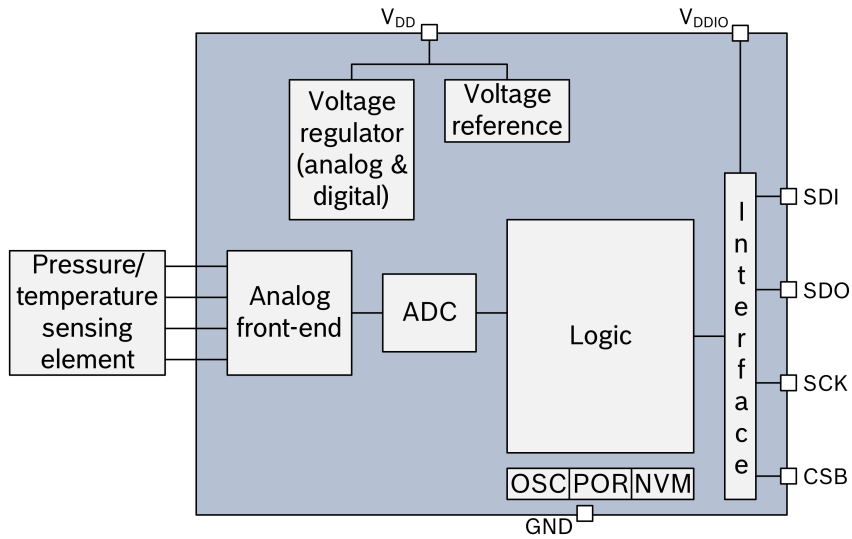 VDD
VDDIO
Voltage
regulator
(analog &
digital)
Voltage
reference
Pressure/
temperature
sensing
element
Analog
front-end
ADC
Logic
Interface
SDI
SDO
SCK
CSB
OSC POR NVM
GND